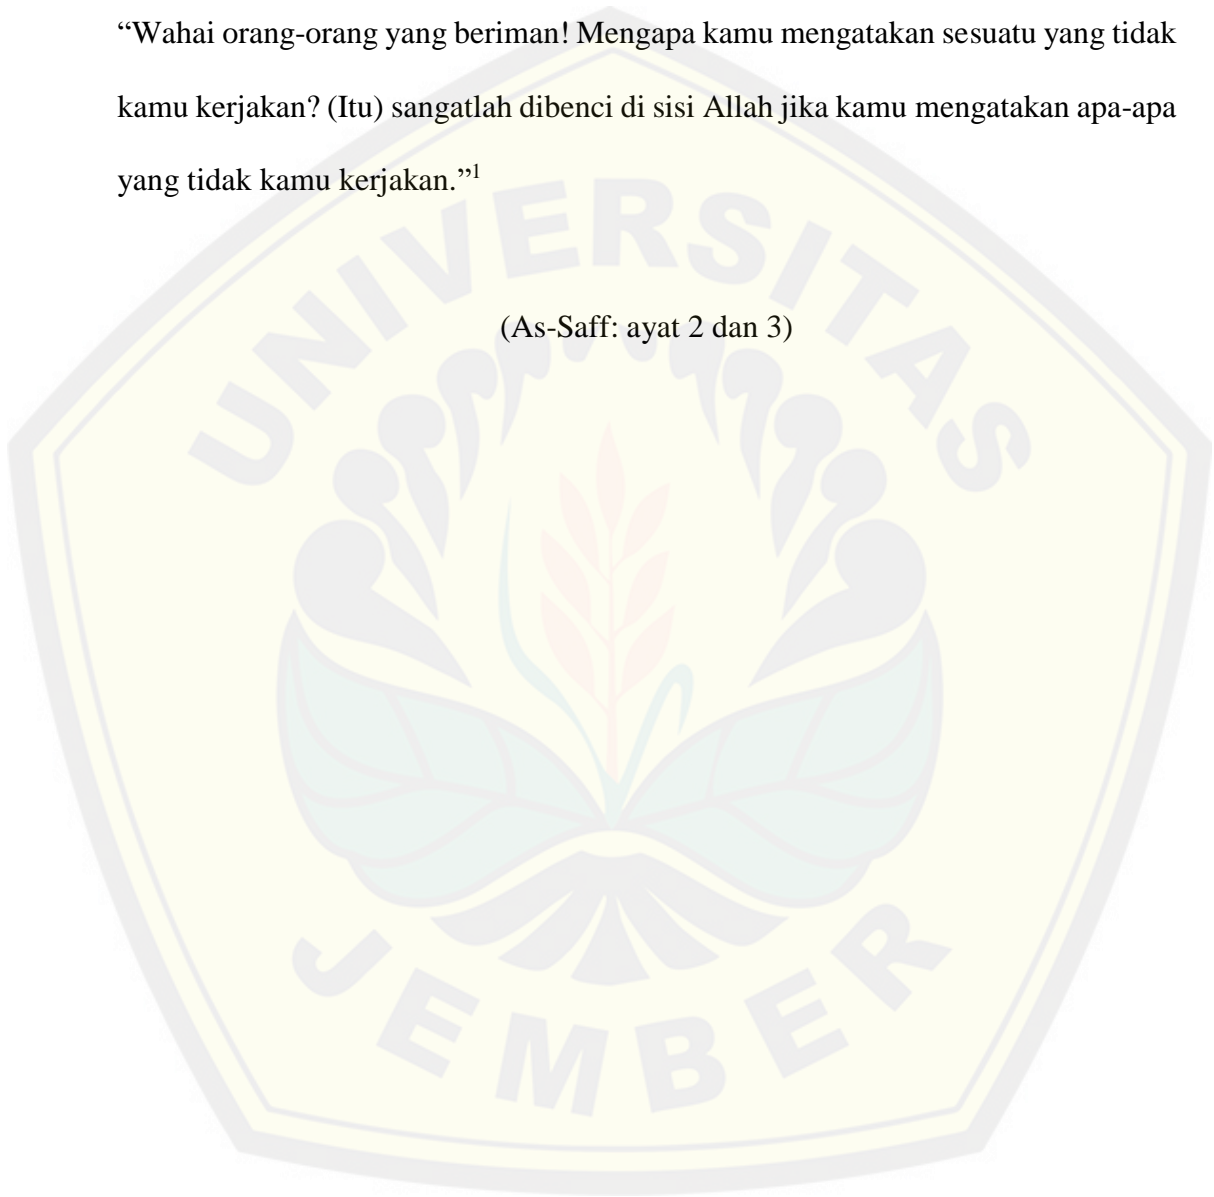 “Wahai orang-orang yang beriman! Mengapa kamu mengatakan sesuatu yang tidak
kamu kerjakan? (Itu) sangatlah dibenci di sisi Allah jika kamu mengatakan apa-apa
yang tidak kamu kerjakan.”¹
(As-Saff: ayat 2 dan 3)
UNIVERSITAS
JEMBER